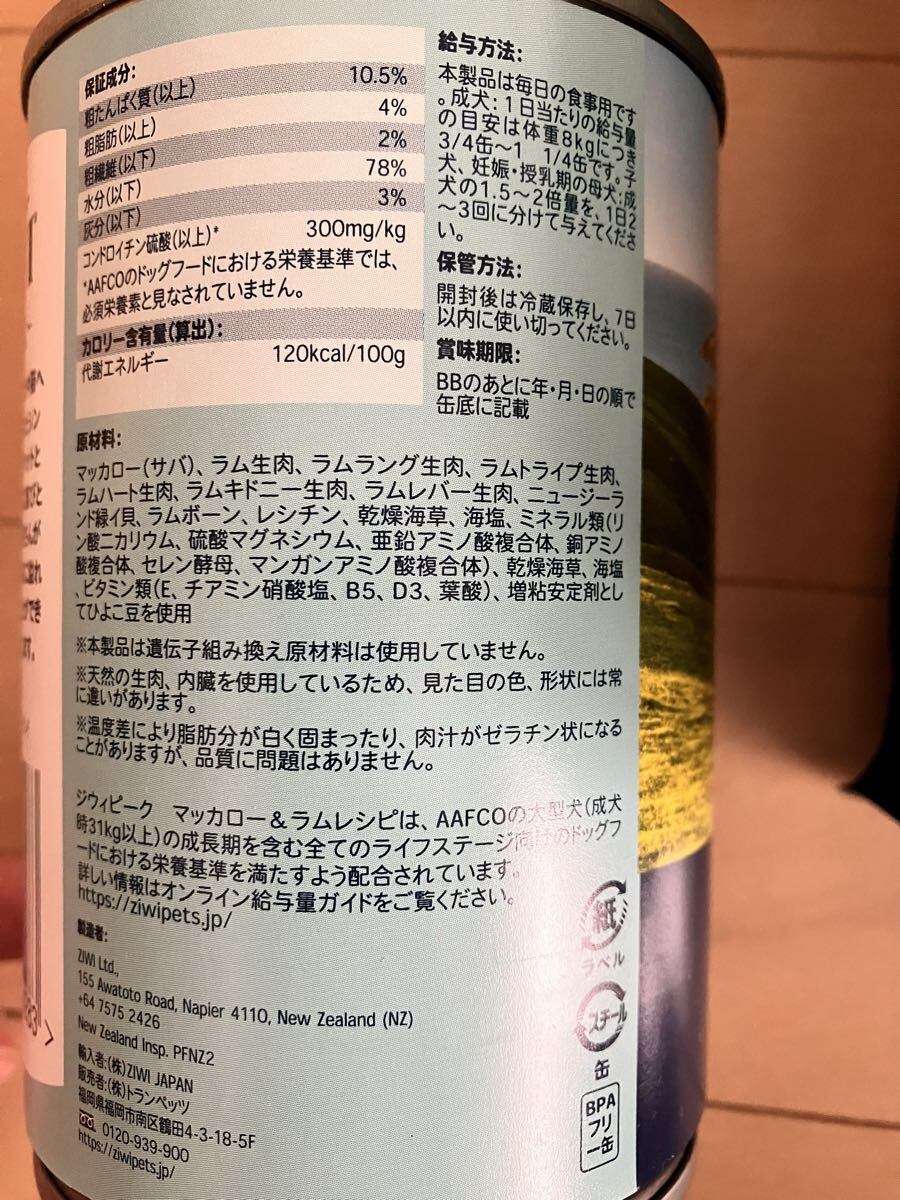 保証成分:
粗たんぱく質(以上) 10.5%
粗脂肪(以上) 4%
粗繊維(以下) 2%
水分(以下) 78%
灰分(以下) 3%
コンドロイチン硫酸(以上)* 300mg/kg
*AAFCOのドッグフードにおける栄養基準では、
必須栄養素と見なされていません。
カロリー含有量(算出):
代謝エネルギー 120kcal/100g
給与方法:
本製品は毎日の食事用です
。成犬:1日当たりの給与量
の目安は体重8kgにつき
3/4缶〜1 1/4缶です。子
犬、妊娠・授乳期の母犬:成
犬の1.5〜2倍量を、1日2
〜3回に分けて与えてくださ
い。
保管方法:
開封後は冷蔵保存し、7日
以内に使い切ってください。
賞味期限:
BBのあとに年・月・日の順で
缶底に記載
原材料:
マッカロー(サバ)、ラム生肉、ラムラング生肉、ラムトライプ生肉、
ラムハート生肉、ラムキドニー生肉、ラムレバー生肉、ニュージーラ
ンド緑イ貝、ラムボーン、レシチン、乾燥海草、海塩、ミネラル類(リ
ン酸ニカリウム、硫酸マグネシウム、亜鉛アミノ酸複合体、銅アミノ
酸複合体、セレン酵母、マンガンアミノ酸複合体)、乾燥海草、海塩
、ビタミン類(E、チアミン硝酸塩、B5、D3、葉酸)、増粘安定剤とし
てひよこ豆を使用
※本製品は遺伝子組み換え原材料は使用していません。
※天然の生肉、内臓を使用しているため、見た目の色、形状には常
に違いがあります。
※温度差により脂肪分が白く固まったり、肉汁がゼラチン状になる
ことがありますが、品質に問題はありません。
ジウィピーク マッカロー&ラムレシピは、AAFCOの大型犬(成犬
時31kg以上)の成長期を含む全てのライフステージ向けのドッグフ
ードにおける栄養基準を満たすよう配合されています。
詳しい情報はオンライン給与量ガイドをご覧ください。
https://ziwipets.jp/
製造者:
ZIWI Ltd.,
155 Awatoto Road, Napier 4110, New Zealand (NZ)
+64 7575 2426
New Zealand Insp. PFNZ2
輸入者:(株)ZIWI JAPAN
販売者:(株)トランペッツ
福岡県福岡市南区鶴田4-3-18-5F
0120-939-900
https://ziwipets.jp/
紙
ラベル
スチール
缶
BPA
フリ
ー缶